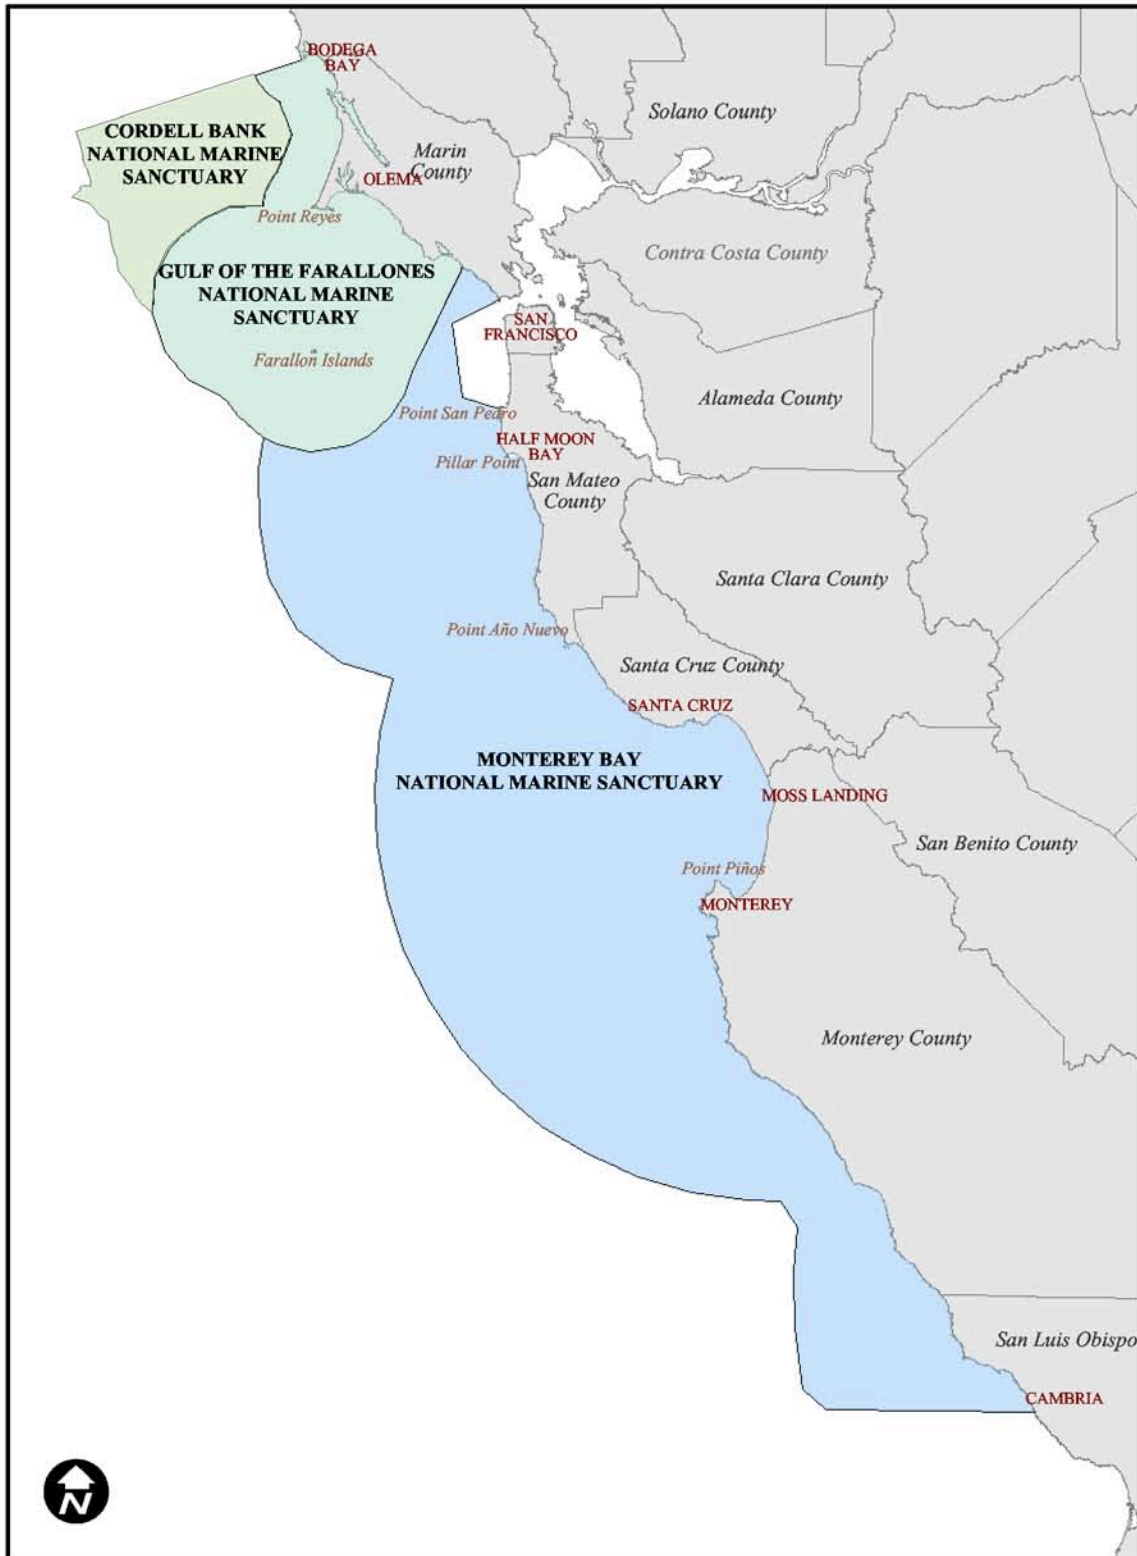 BODEGA
BAY
CORDELL BANK
NATIONAL MARINE
SANCTUARY
Solano County
Marin
County
OLEMA
Point Reyes
Contra Costa County
GULF OF THE FARALLONES
NATIONAL MARINE
SANCTUARY
SAN
FRANCISCO
Farallon Islands
Alameda County
Point San Pedro
HALF MOON
BAY
Pillar Point
San Mateo
County
Santa Clara County
Point Año Nuevo
Santa Cruz County
SANTA CRUZ
MONTEREY BAY
NATIONAL MARINE SANCTUARY
MOSS LANDING
San Benito County
Point Piños
MONTEREY
Monterey County
San Luis Obispo
CAMBRIA
N